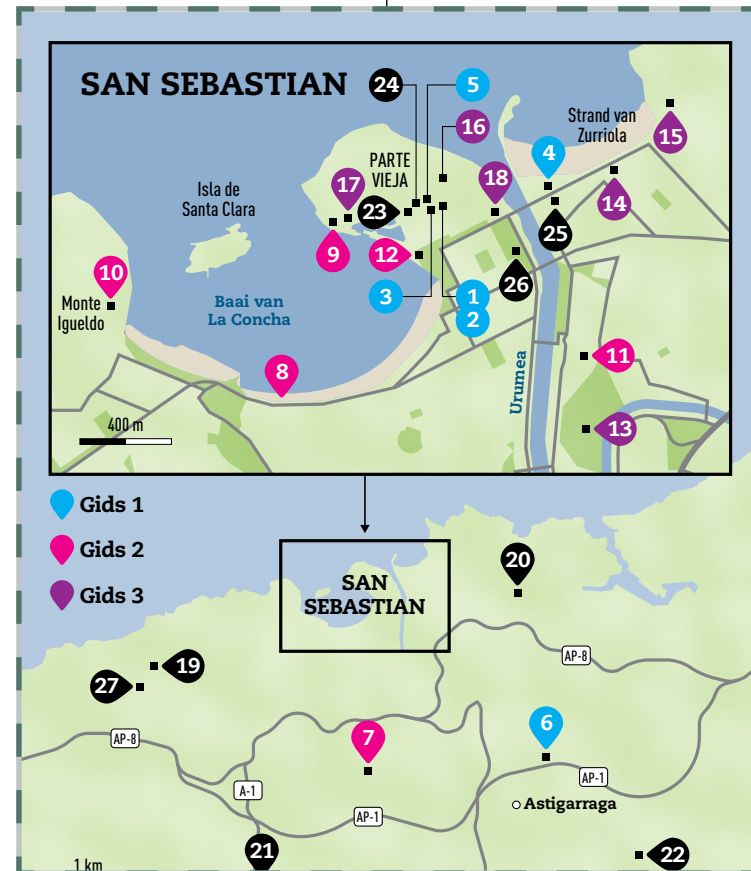 SAN SEBASTIAN
24
5
16
Strand van
Zurriola
15
4
PARTE
VIEJA
Isla de
Santa Clara
17
18
14
23
25
9
12
10
26
3
1
2
Monte
Igueldo
Baai van
La Concha
8
11
Urumea
13
400 m
Gids 1
Gids 2
Gids 3
20
SAN
SEBASTIAN
AP-8
19
27
AP-8
7
6
AP-1
A-1
Astigarraga
AP-1
21
22
1 km